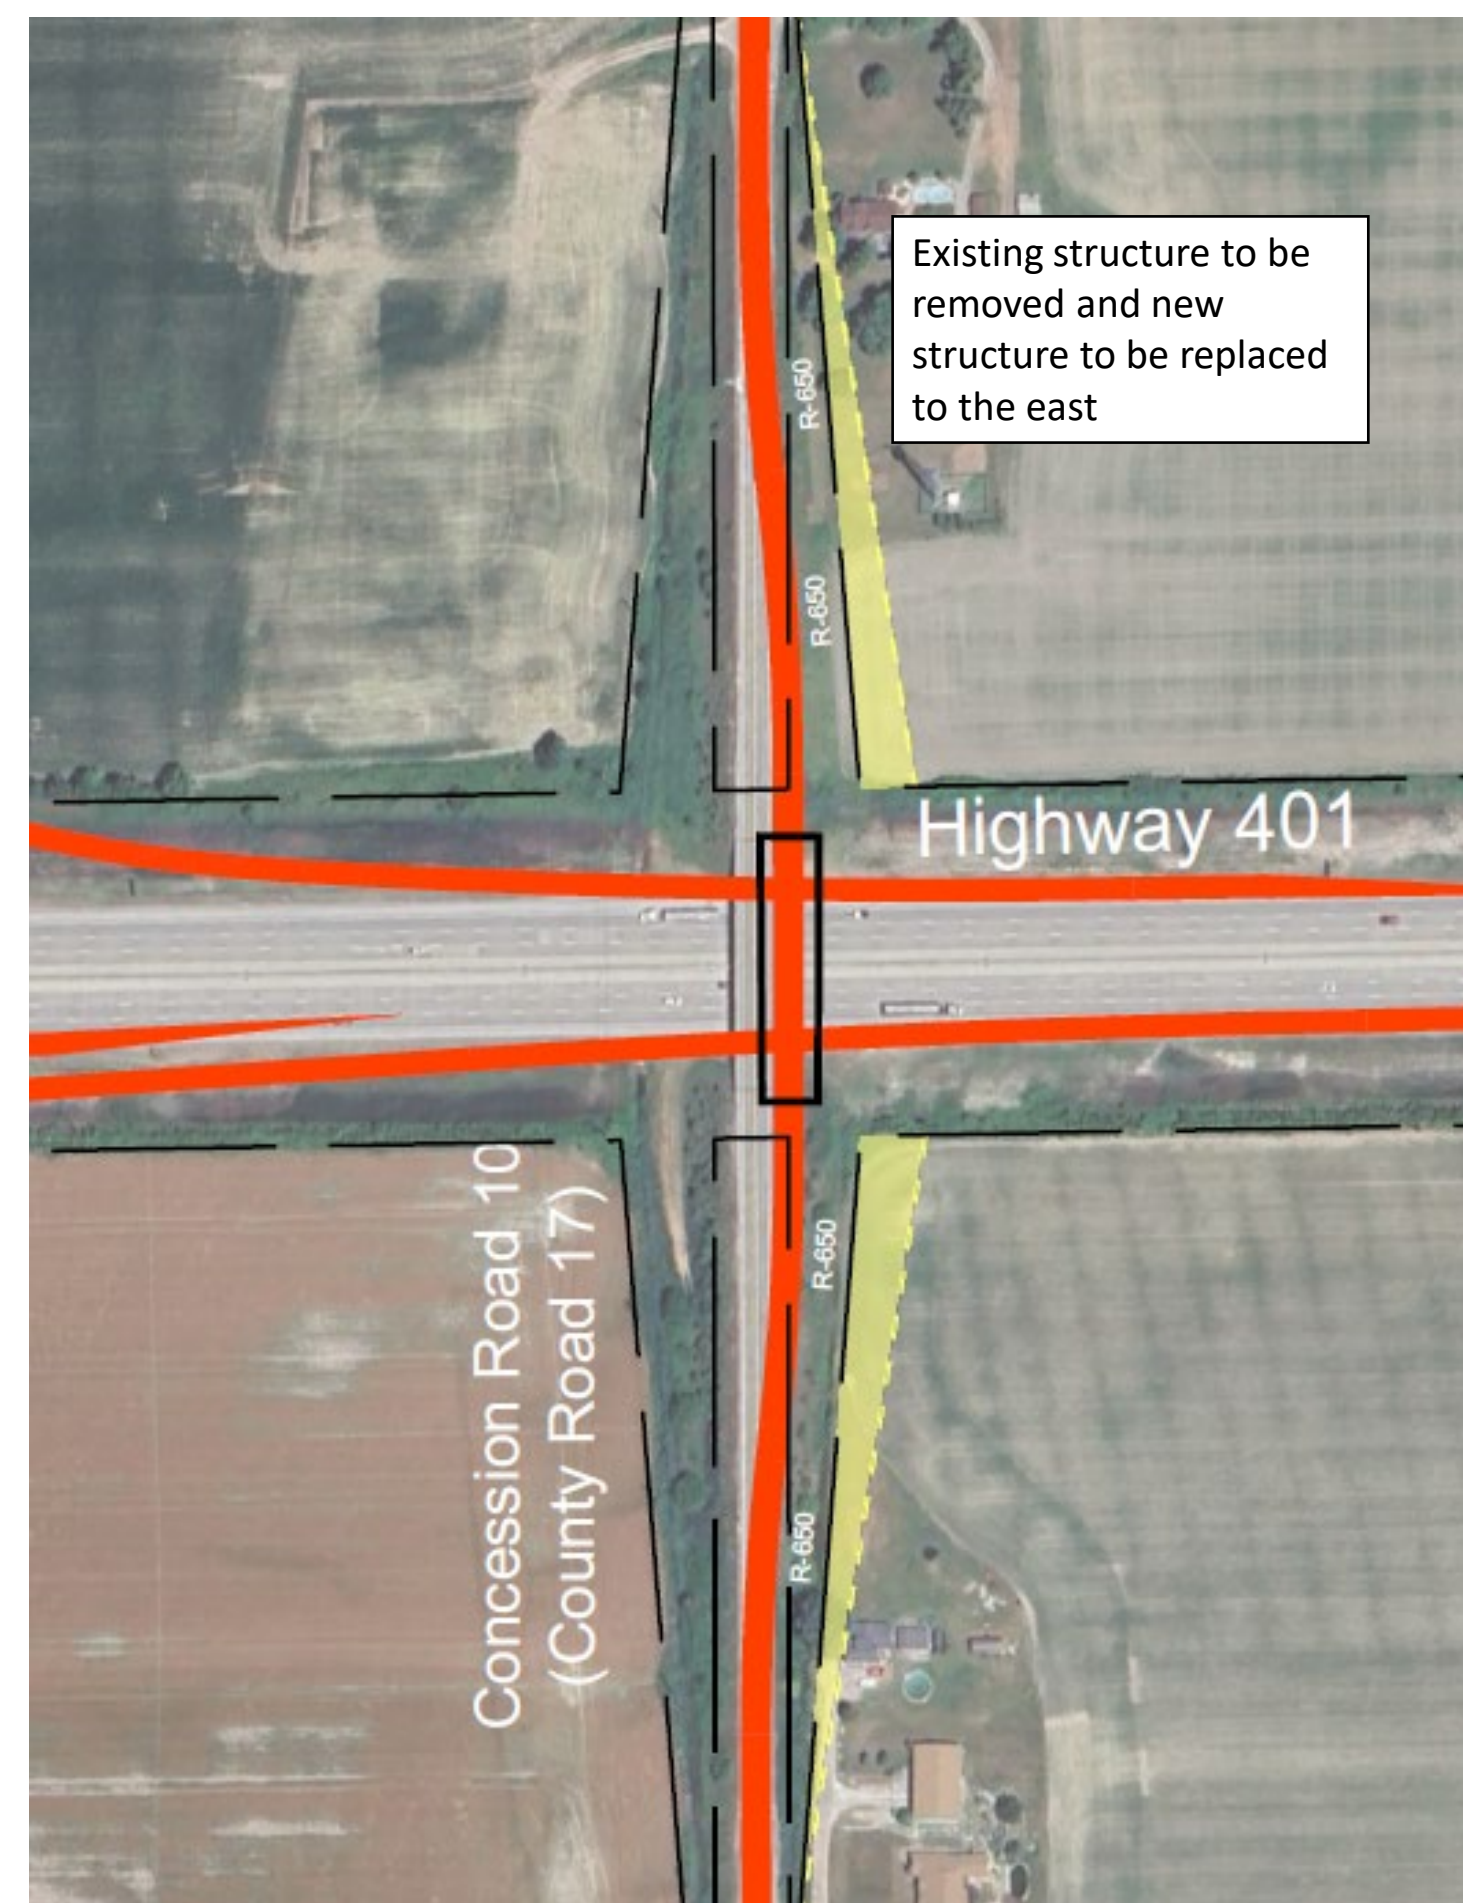 Existing structure to be
removed and new
structure to be replaced
to the east
R-650
R-650
Highway 401
Concession Road 10
(County Road 17)
R-650
R-650